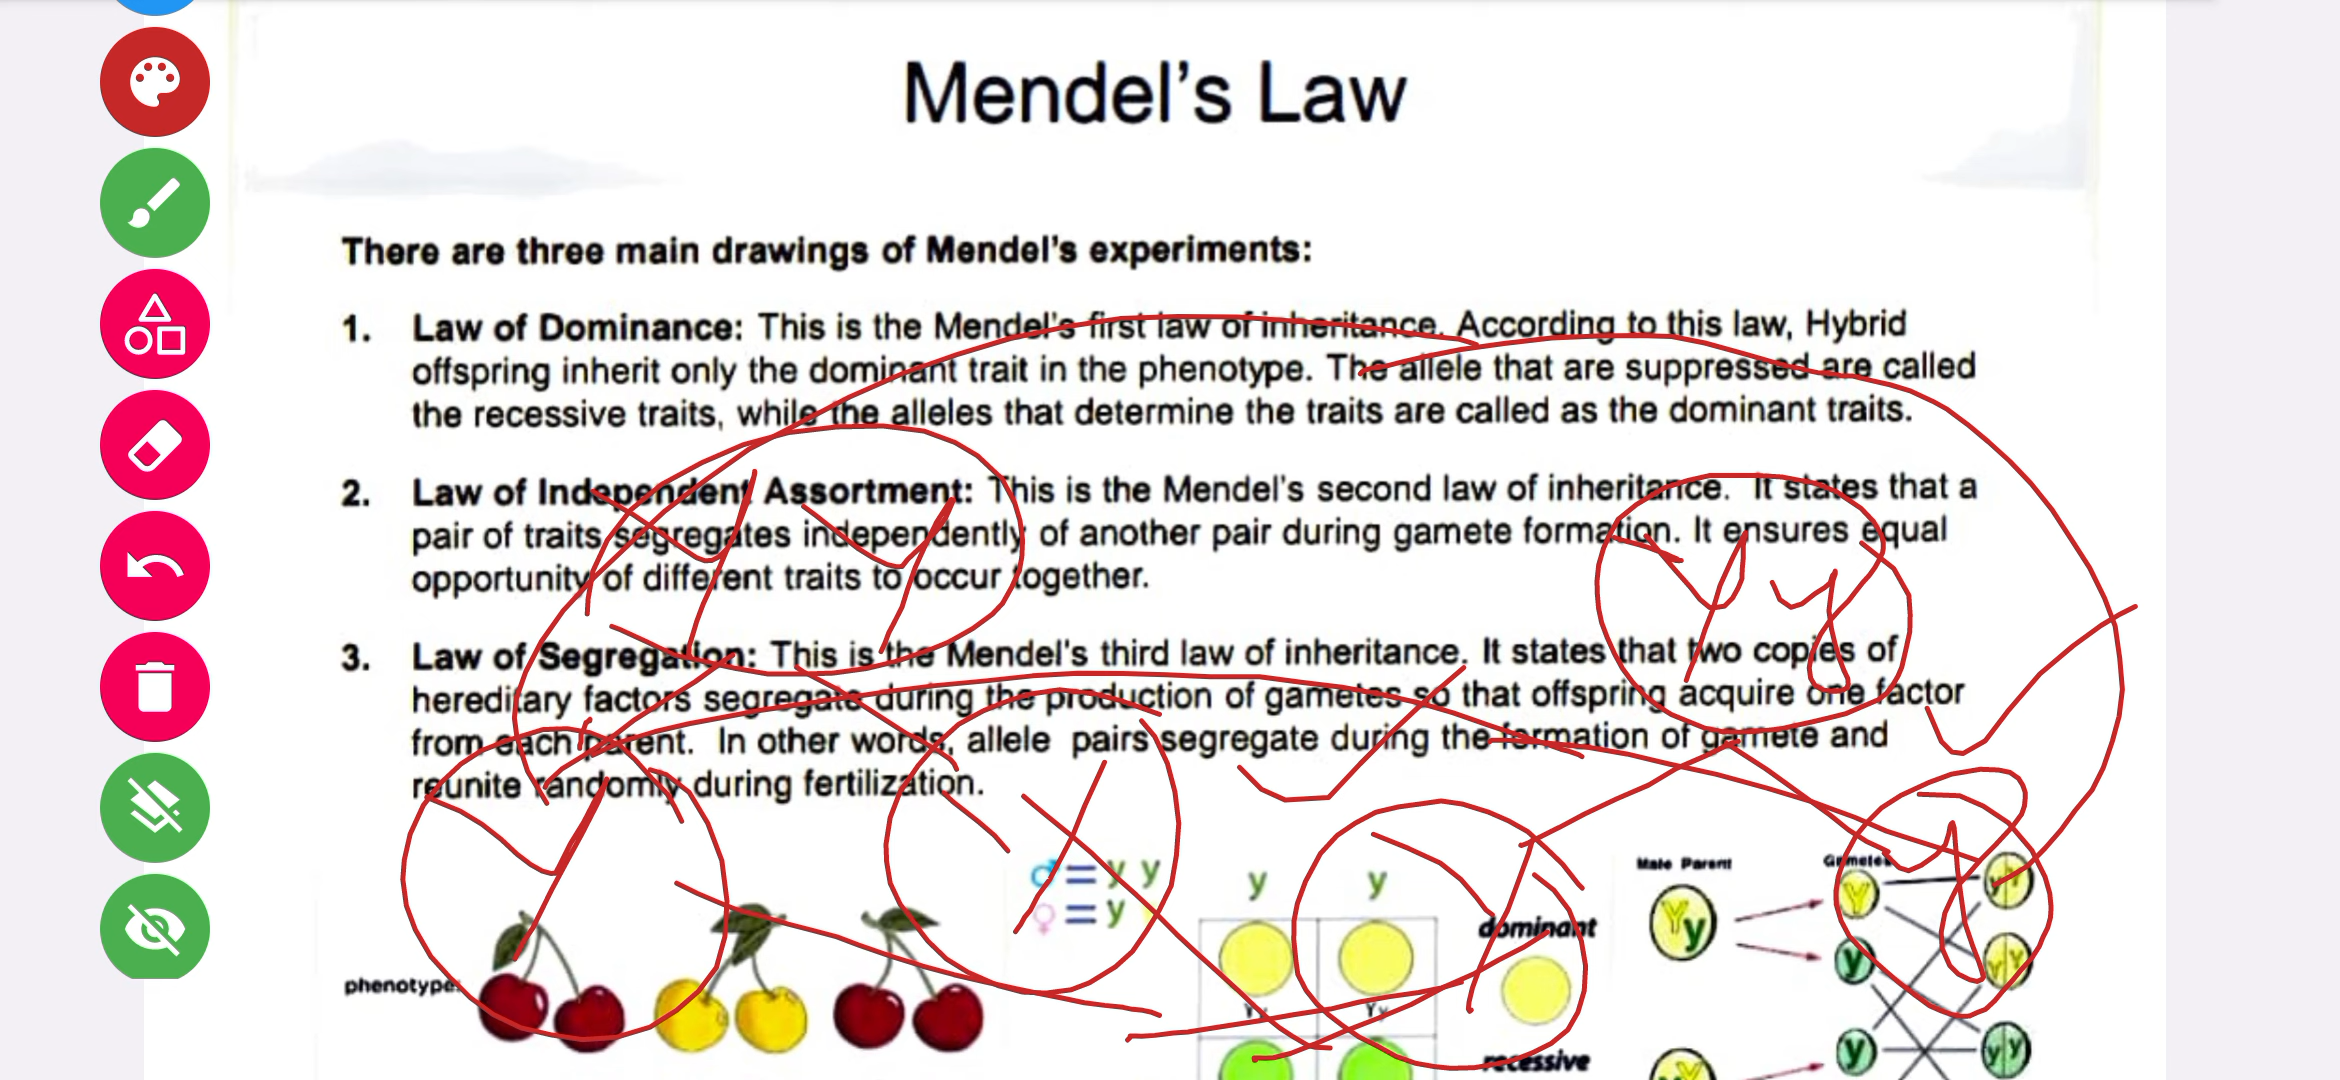 Mendel's Law
There are three main drawings of Mendel's experiments:
1. Law of Dominance: This is the Mendel's first law of inheritance. According to this law, Hybrid
offspring inherit only the dominant trait in the phenotype. The allele that are suppressed are called
the recessive traits, while the alleles that determine the traits are called as the dominant traits.
2. Law of Independent Assortment: This is the Mendel's second law of inheritance. It states that a
pair of traits segregates independently of another pair during gamete formation. It ensures equal
opportunity of different traits to occur together.
3. Law of Segregation: This is the Mendel's third law of inheritance. It states that two copies of
hereditary factors segregate during the production of gametes so that offspring acquire one factor
from each parent. In other words, allele pairs segregate during the formation of gamete and
reunite randomly during fertilization.
YY
Yy
Y
Y
Y
y
phenotype:
♂ = y y
♀ = y
y y
Yy Yy
dominant
recessive
Male Parent
Gametes
Yy
Y
y
y
yy